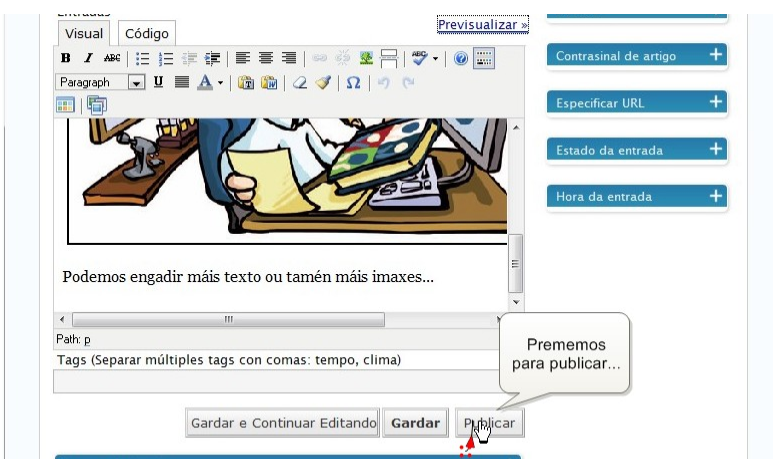 Entradas
Visual Código
Previsualizar »
B I ABC
ABC
Paragraph U A T W Ω
Podemos engadir máis texto ou tamén máis imaxes...
Path: p
Tags (Separar múltiples tags con comas: tempo, clima)
Gardar e Continuar Editando Gardar Publicar
Prememos
para publicar...
Contrasinal de artigo +
Especificar URL +
Estado da entrada +
Hora da entrada +